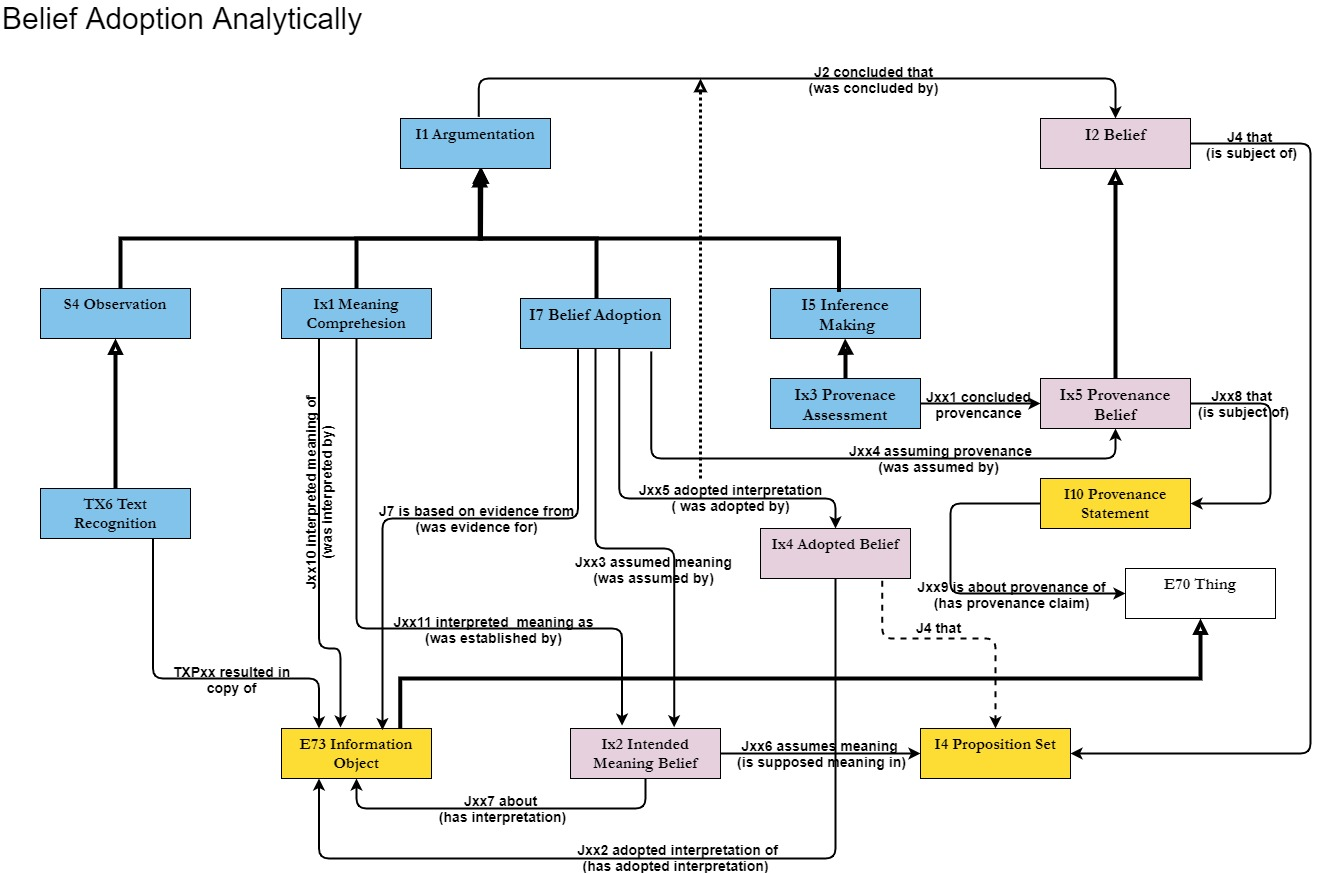 Belief Adoption Analytically
J2 concluded that
(was concluded by)
I1 Argumentation
I2 Belief
J4 that
(is subject of)
S4 Observation
Ix1 Meaning
Comprehesion
I7 Belief Adoption
I5 Inference
Making
Ix3 Provenace
Assessment
Jxx1 concluded
provencance
Ix5 Provenance
Belief
Jxx8 that
(is subject of)
Jxx4 assuming provenance
(was assumed by)
Jxx10 interpreted meaning of
(was interpreted by)
TX6 Text
Recognition
J7 is based on evidence from
(was evidence for)
Jxx5 adopted interpretation
( was adopted by)
I10 Provenance
Statement
Ix4 Adopted Belief
Jxx3 assumed meaning
(was assumed by)
Jxx9 is about provenance of
(has provenance claim)
E70 Thing
Jxx11 interpreted  meaning as
(was established by)
J4 that
TXPxx resulted in
copy of
E73 Information
Object
Ix2 Intended
Meaning Belief
Jxx6 assumes meaning
(is supposed meaning in)
I4 Proposition Set
Jxx7 about
(has interpretation)
Jxx2 adopted interpretation of
(has adopted interpretation)